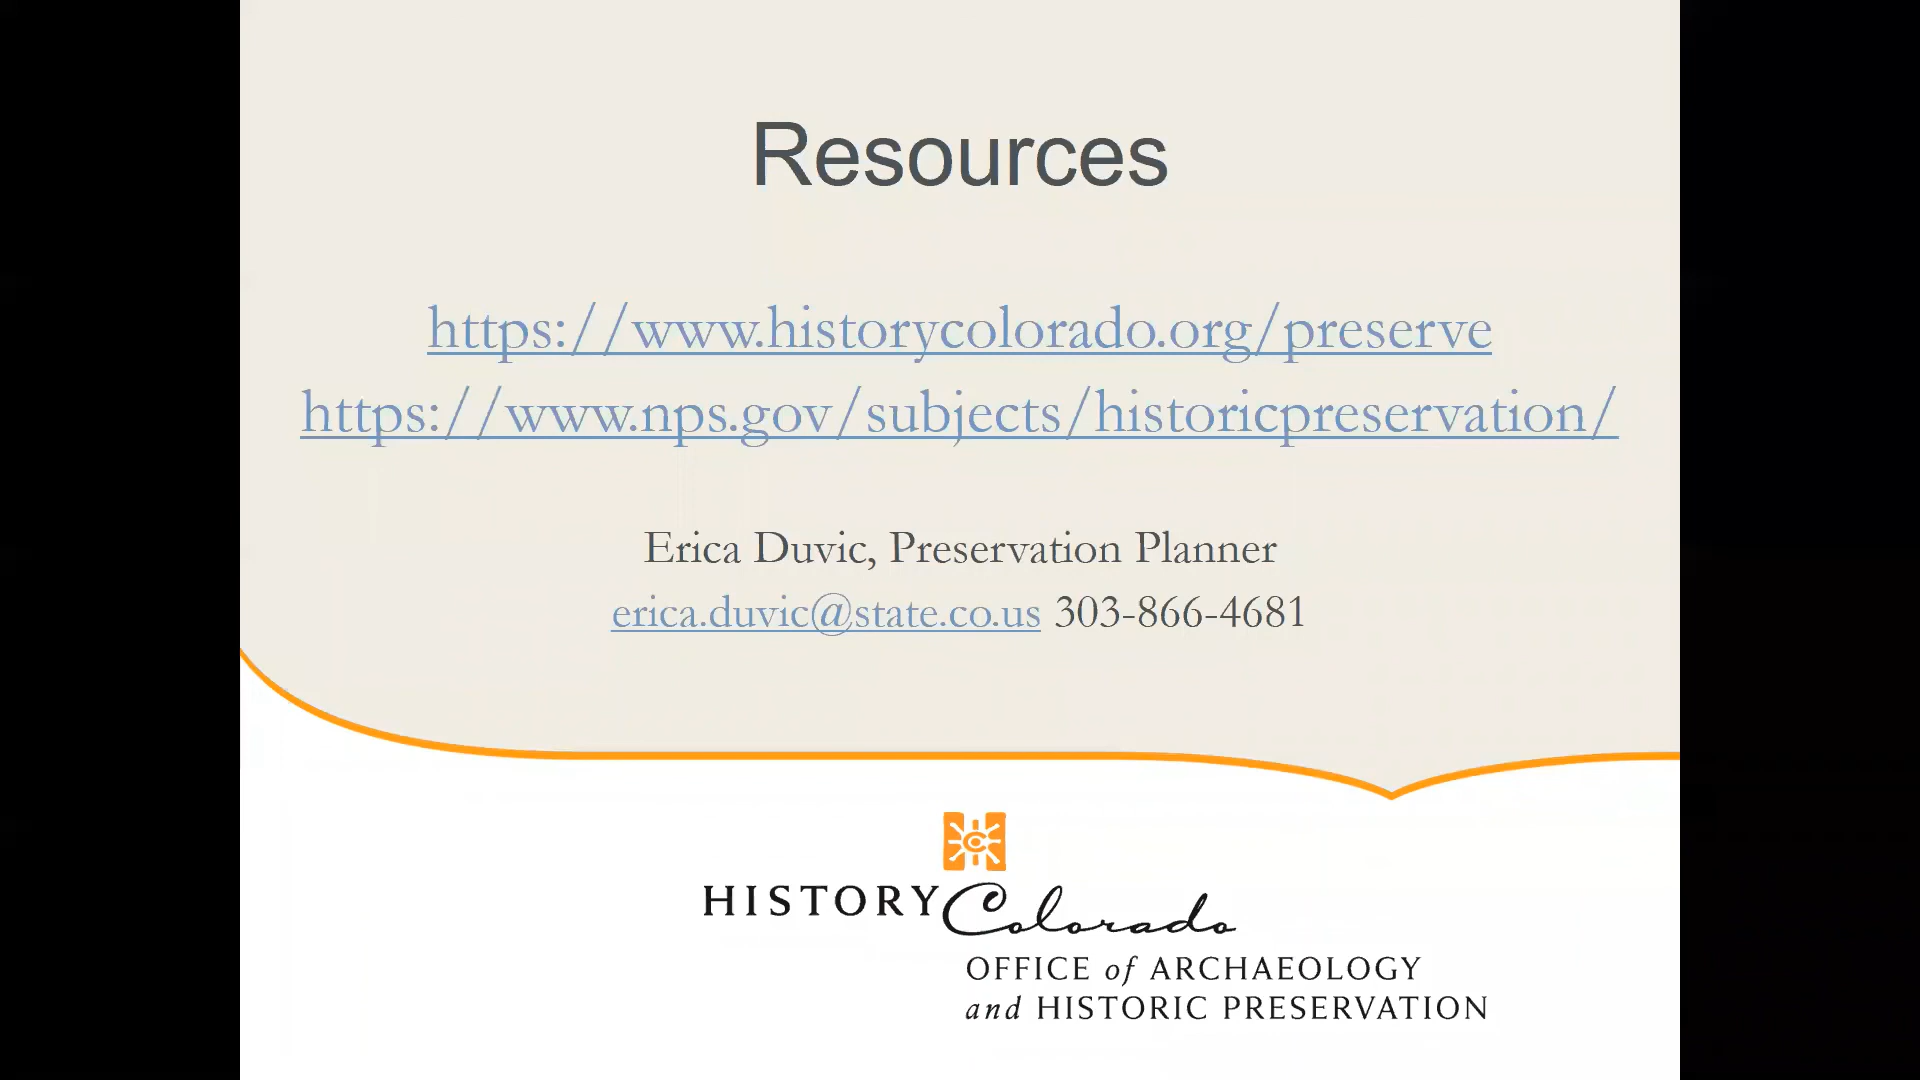 Resources
https://www.historycolorado.org/preserve
https://www.nps.gov/subjects/historicpreservation/
Erica Duvic, Preservation Planner
erica.duvic@state.co.us 303-866-4681
HISTORY Colorado
OFFICE of ARCHAEOLOGY
and HISTORIC PRESERVATION